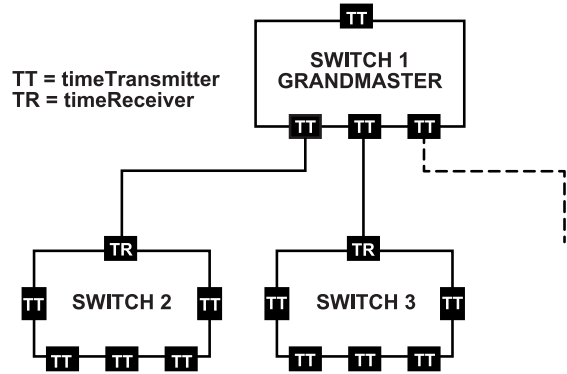 TT
SWITCH 1
GRANDMASTER
TT = timeTransmitter
TR = timeReceiver
TT TT TT
TR TR
TT SWITCH 2 TT TT SWITCH 3 TT
TT TT TT TT TT TT